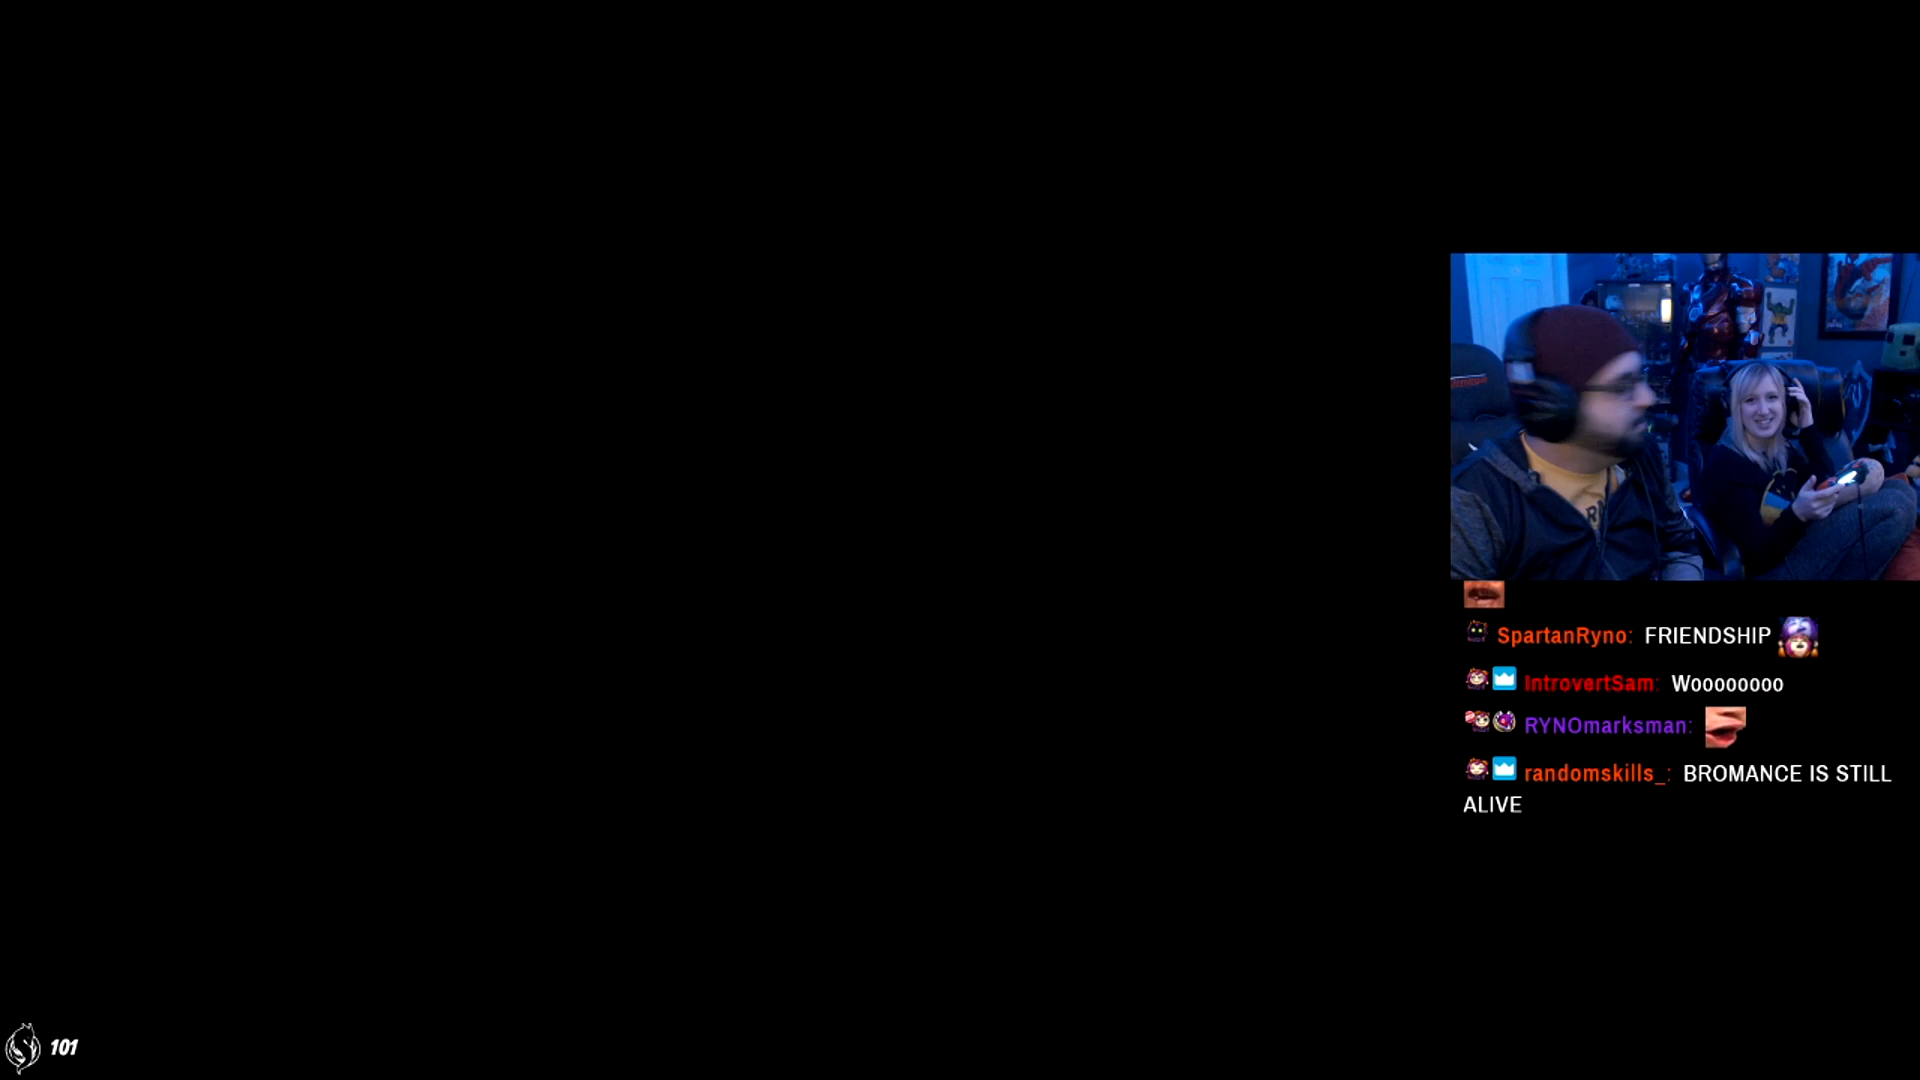 SpartanRyno: FRIENDSHIP
IntrovertSam: Woooooooo
RYNOmarksman:
randomskills_: BROMANCE IS STILL
ALIVE
101